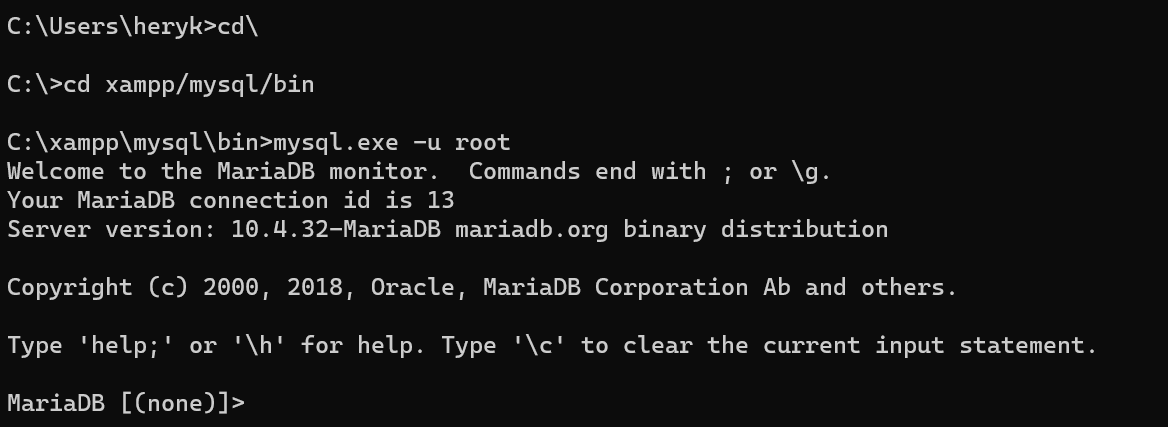 C:\Users\heryk>cd\
C:\>cd xampp/mysql/bin
C:\xampp\mysql\bin>mysql.exe -u root
Welcome to the MariaDB monitor.  Commands end with ; or \g.
Your MariaDB connection id is 13
Server version: 10.4.32-MariaDB mariadb.org binary distribution
Copyright (c) 2000, 2018, Oracle, MariaDB Corporation Ab and others.
Type 'help;' or '\h' for help. Type '\c' to clear the current input statement.
MariaDB [(none)]>